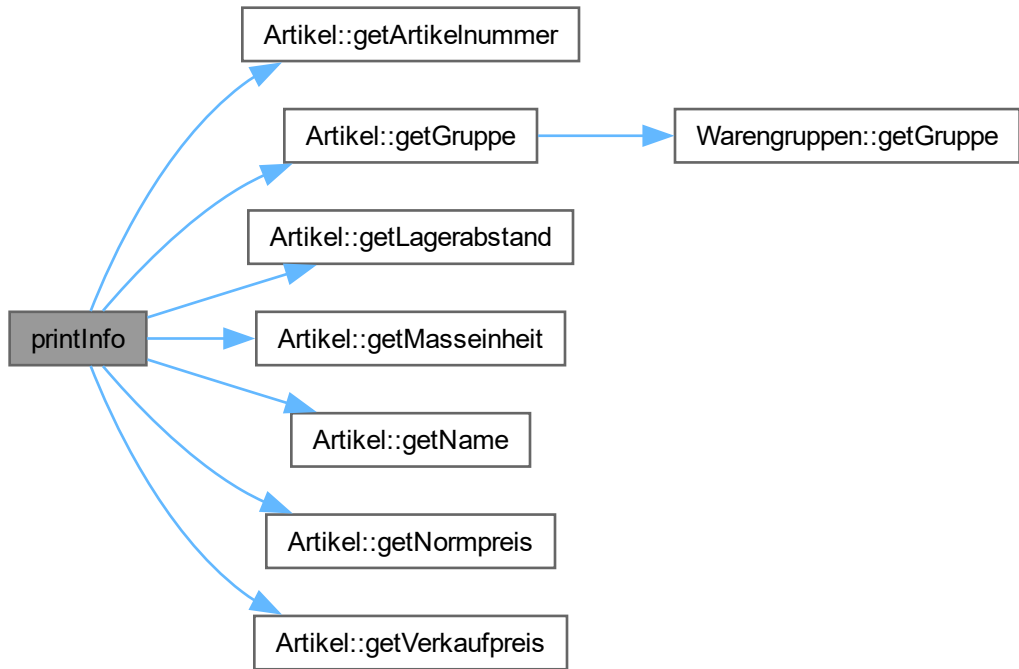 Artikel::getArtikelnummer
Artikel::getGruppe
Warengruppen::getGruppe
Artikel::getLagerabstand
printInfo
Artikel::getMasseinheit
Artikel::getName
Artikel::getNormpreis
Artikel::getVerkaufpreis